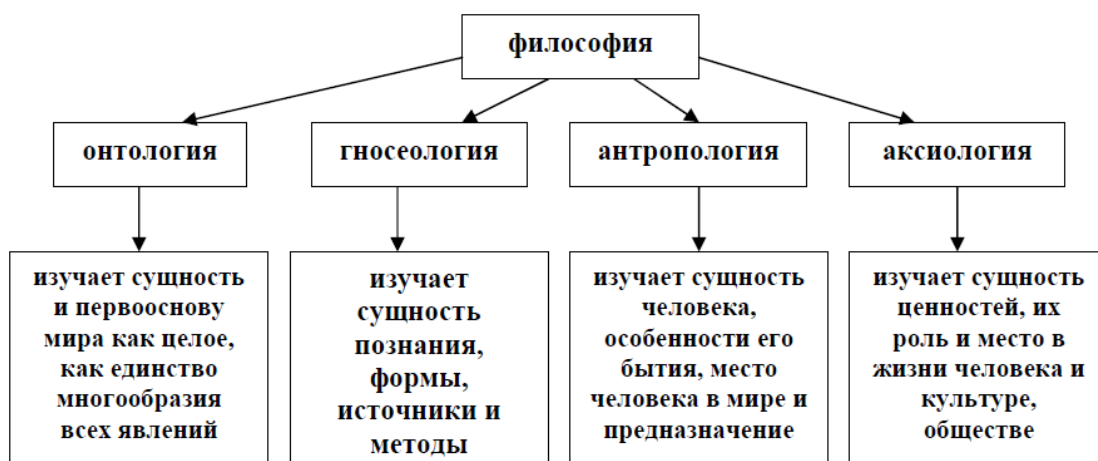 философия
онтология
гносеология
антропология
аксиология
изучает сущность
и первооснову
мира как целое,
как единство
многообразия
всех явлений
изучает
сущность
познания,
формы,
источники и
методы
изучает сущность
человека,
особенности его
бытия, место
человека в мире и
предназначение
изучает сущность
ценностей, их
роль и место в
жизни человека и
культуре,
обществе